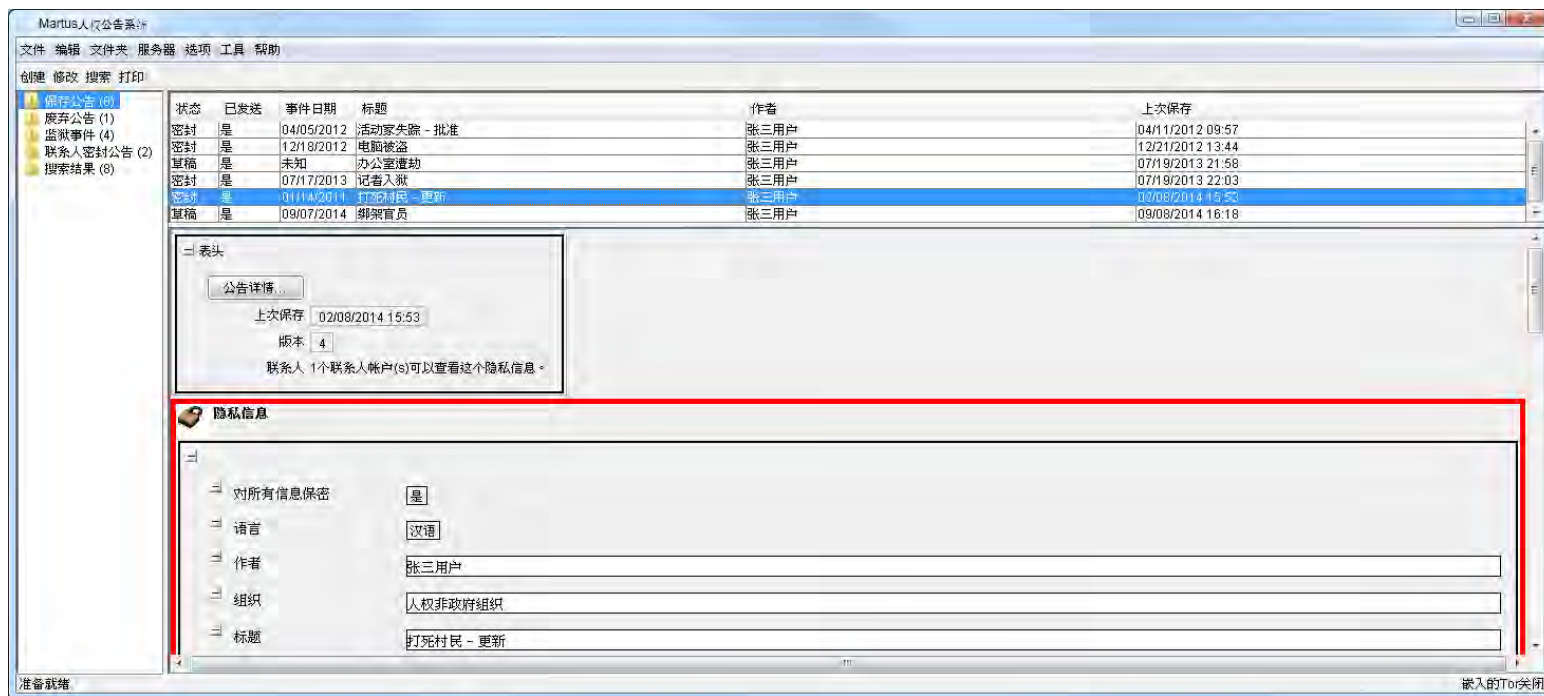 Martus人权公告系统
文件 编辑 文件夹 服务器 选项 工具 帮助
创建 修改 搜索 打印
保存公告 (6)
废弃公告 (1)
监狱事件 (4)
联系人密封公告 (2)
搜索结果 (8)
状态 已发送 事件日期 标题 作者 上次保存
密封 是 04/05/2012 活动家失踪 - 批准 张三用户 04/11/2012 09:57
密封 是 12/18/2012 电脑被盗 张三用户 12/21/2012 13:44
草稿 是 未知 办公室遭劫 张三用户 07/19/2013 21:58
密封 是 07/17/2013 记者入狱 张三用户 07/19/2013 22:03
密封 是 01/14/2011 打死村民 - 更新 张三用户 02/08/2014 15:53
草稿 是 09/07/2014 绑架官员 张三用户 09/08/2014 16:18
表头
公告详情...
上次保存 02/08/2014 15:53
版本 4
联系人 1个联系人帐户(s)可以查看这个隐私信息。
隐私信息
对所有信息保密 是
语言 汉语
作者 张三用户
组织 人权非政府组织
标题 打死村民 - 更新
准备就绪 嵌入的Tor关闭